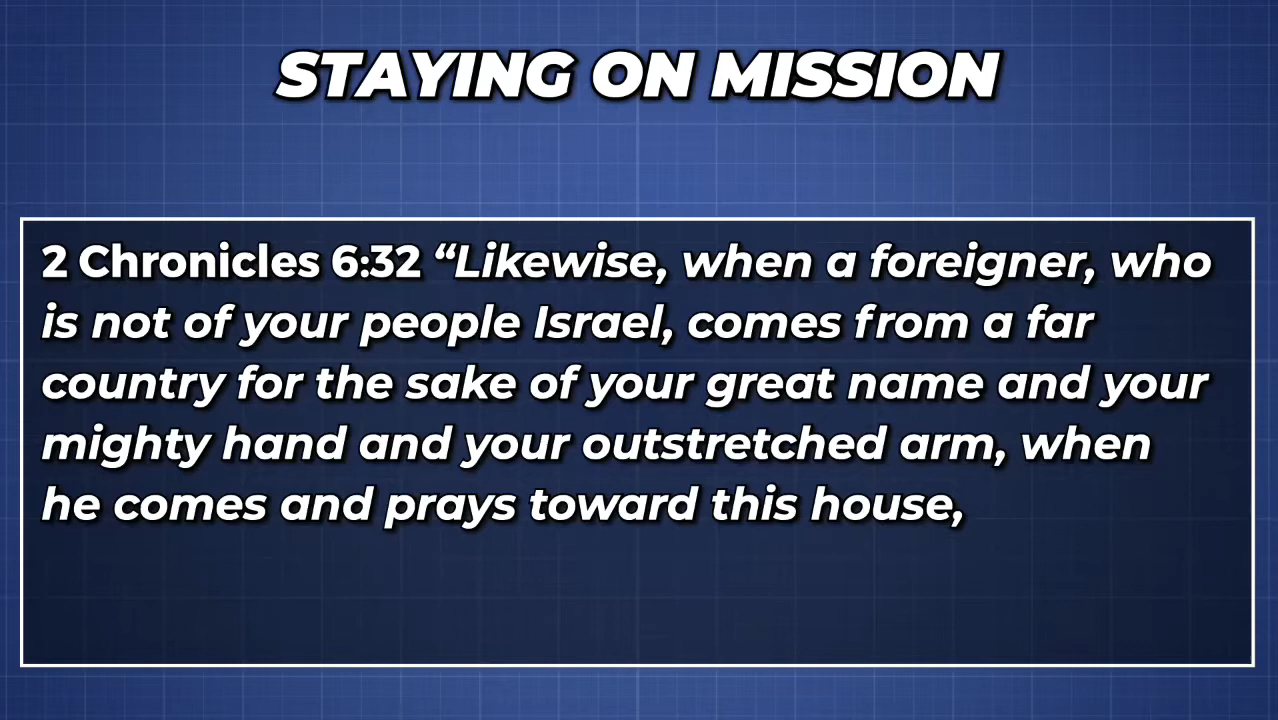 STAYING ON MISSION
2 Chronicles 6:32 “Likewise, when a foreigner, who
is not of your people Israel, comes from a far
country for the sake of your great name and your
mighty hand and your outstretched arm, when
he comes and prays toward this house,